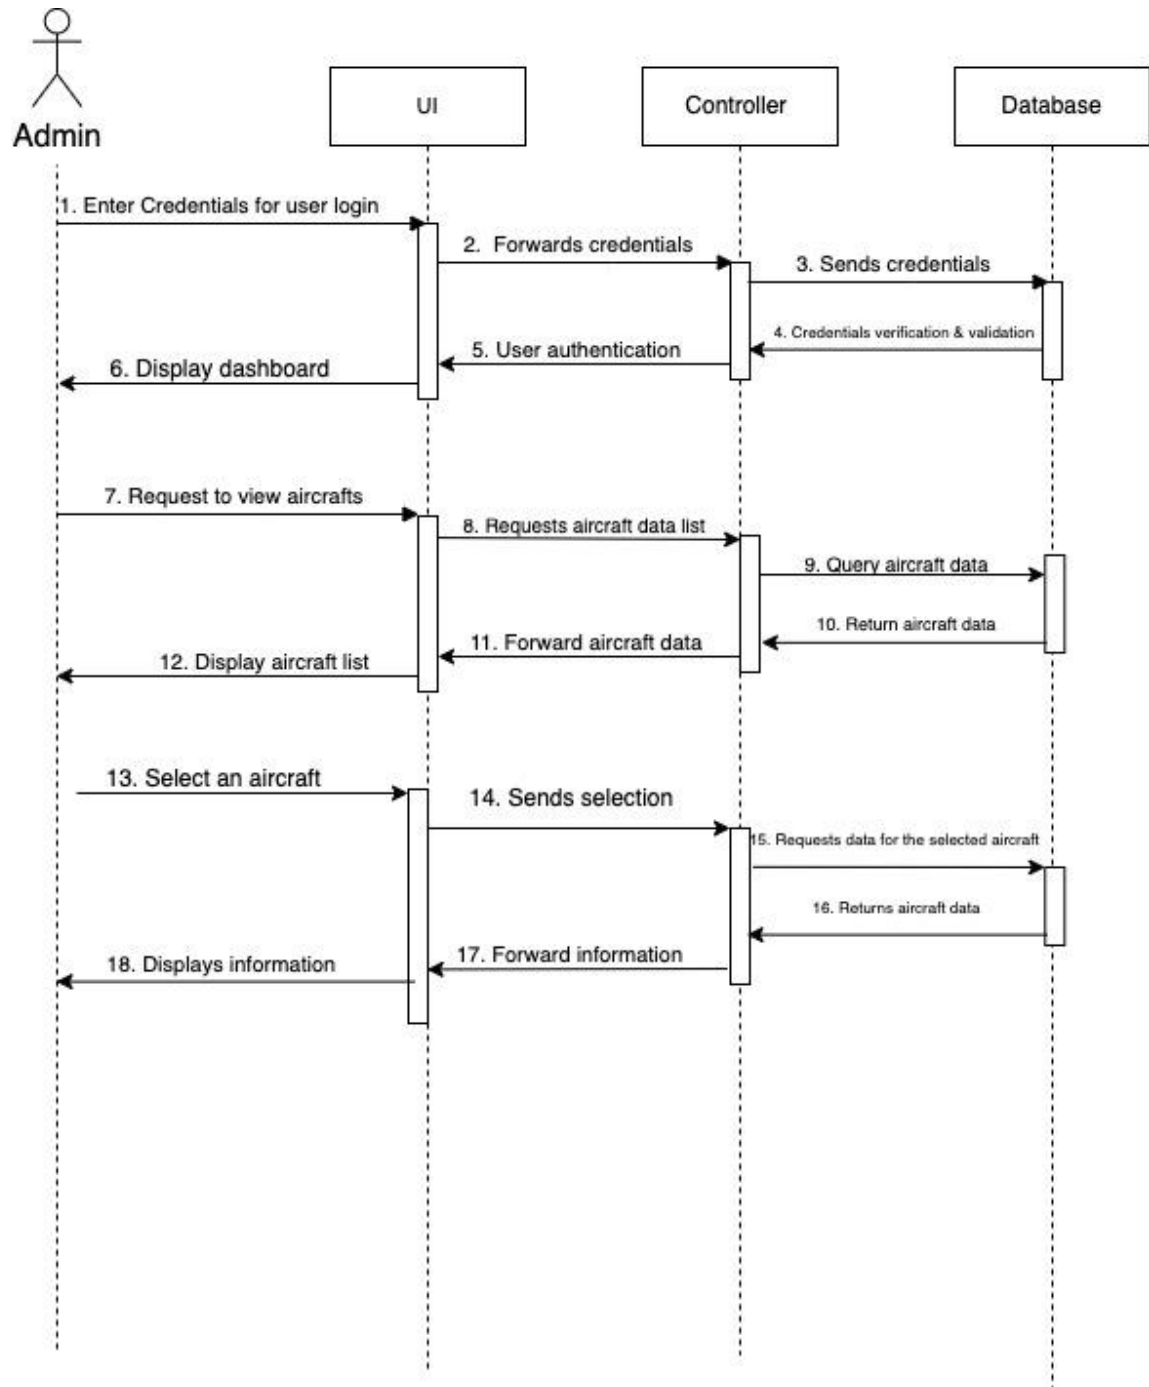 Admin
UI
Controller
Database
1. Enter Credentials for user login
2. Forwards credentials
3. Sends credentials
4. Credentials verification & validation
5. User authentication
6. Display dashboard
7. Request to view aircrafts
8. Requests aircraft data list
9. Query aircraft data
10. Return aircraft data
11. Forward aircraft data
12. Display aircraft list
13. Select an aircraft
14. Sends selection
15. Requests data for the selected aircraft
16. Returns aircraft data
17. Forward information
18. Displays information